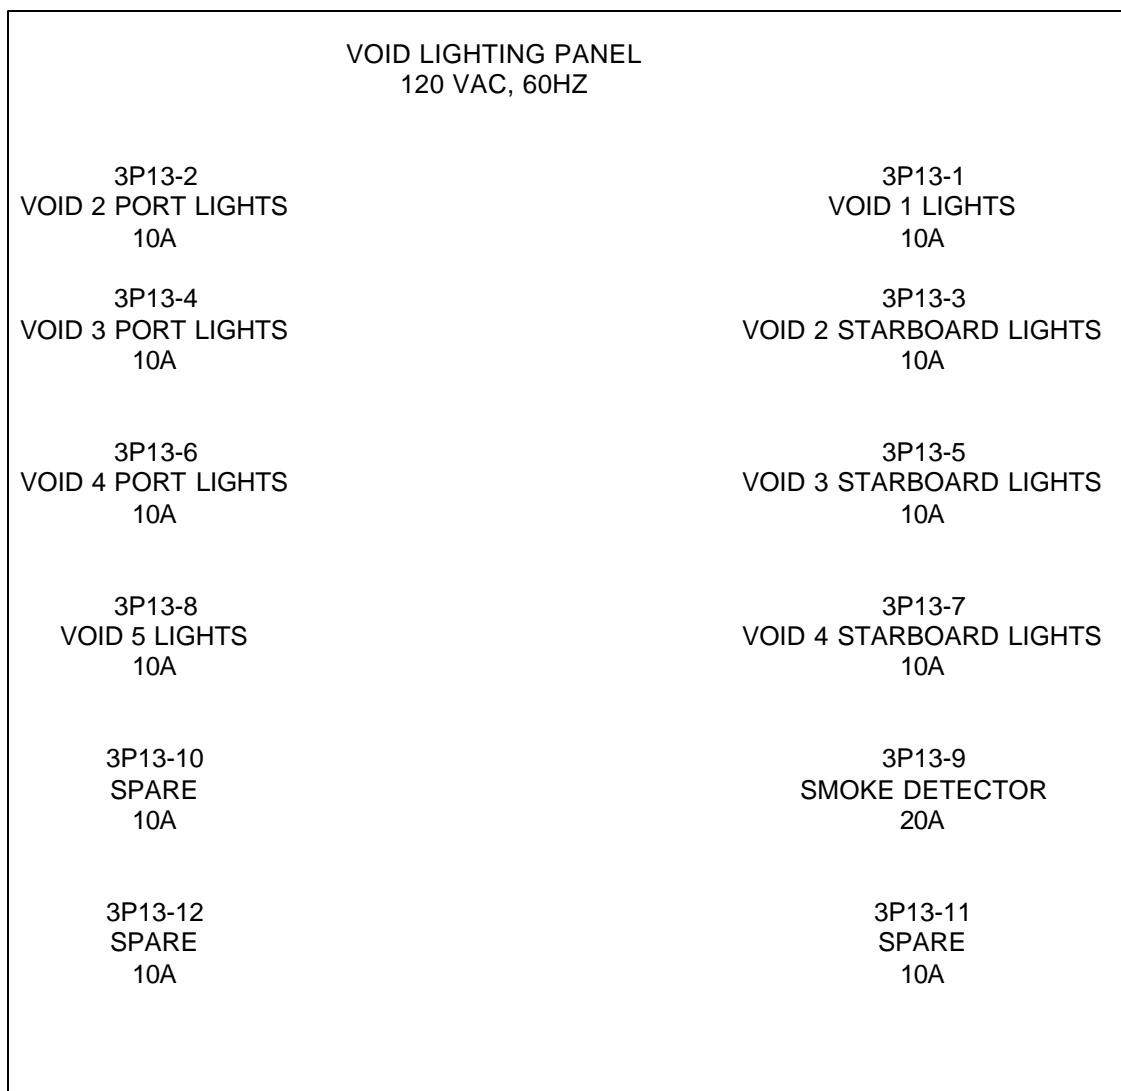 VOID LIGHTING PANEL
120 VAC, 60HZ
3P13-2
VOID 2 PORT LIGHTS
10A
3P13-1
VOID 1 LIGHTS
10A
3P13-4
VOID 3 PORT LIGHTS
10A
3P13-3
VOID 2 STARBOARD LIGHTS
10A
3P13-6
VOID 4 PORT LIGHTS
10A
3P13-5
VOID 3 STARBOARD LIGHTS
10A
3P13-8
VOID 5 LIGHTS
10A
3P13-7
VOID 4 STARBOARD LIGHTS
10A
3P13-10
SPARE
10A
3P13-9
SMOKE DETECTOR
20A
3P13-12
SPARE
10A
3P13-11
SPARE
10A